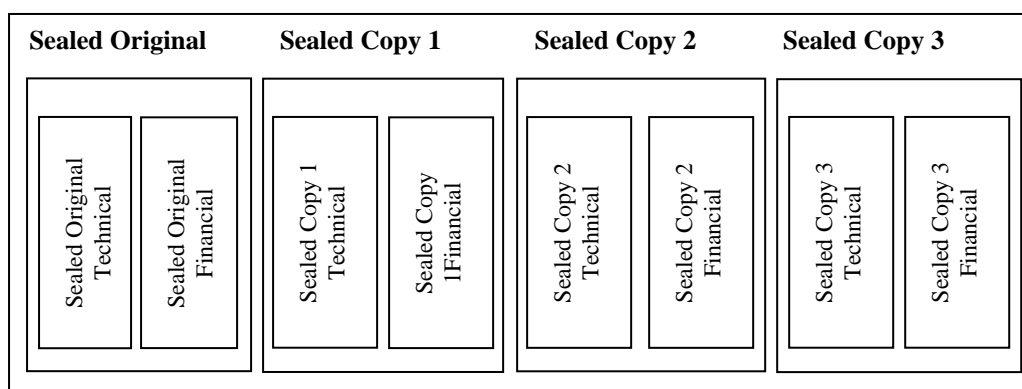 Sealed Original
Sealed Copy 1
Sealed Copy 2
Sealed Copy 3
Sealed Original
Technical
Sealed Original
Financial
Sealed Copy 1
Technical
Sealed Copy
1Financial
Sealed Copy 2
Technical
Sealed Copy 2
Financial
Sealed Copy 3
Technical
Sealed Copy 3
Financial